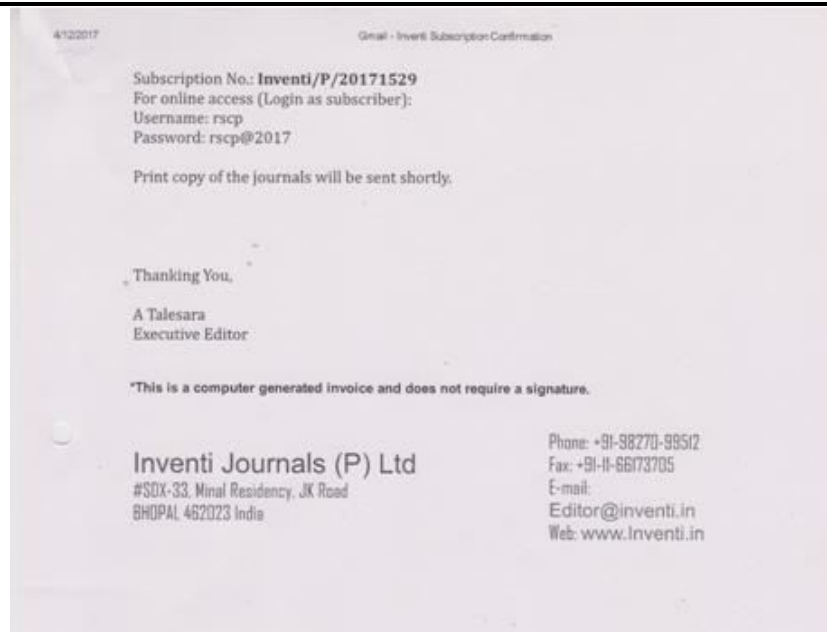 4/12/2017
Gmail - Inventi Subscription Confirmation
Subscription No.: Inventi/P/20171529
For online access (Login as subscriber):
Username: rscp
Password: rscp@2017
Print copy of the journals will be sent shortly.
Thanking You,
A Talesara
Executive Editor
*This is a computer generated invoice and does not require a signature.
Inventi Journals (P) Ltd
#SDX-33, Minal Residency, JK Road
BHOPAL 462023 India
Phone: +91-98270-99512
Fax: +91-11-66173705
E-mail:
Editor@inventi.in
Web: www.Inventi.in